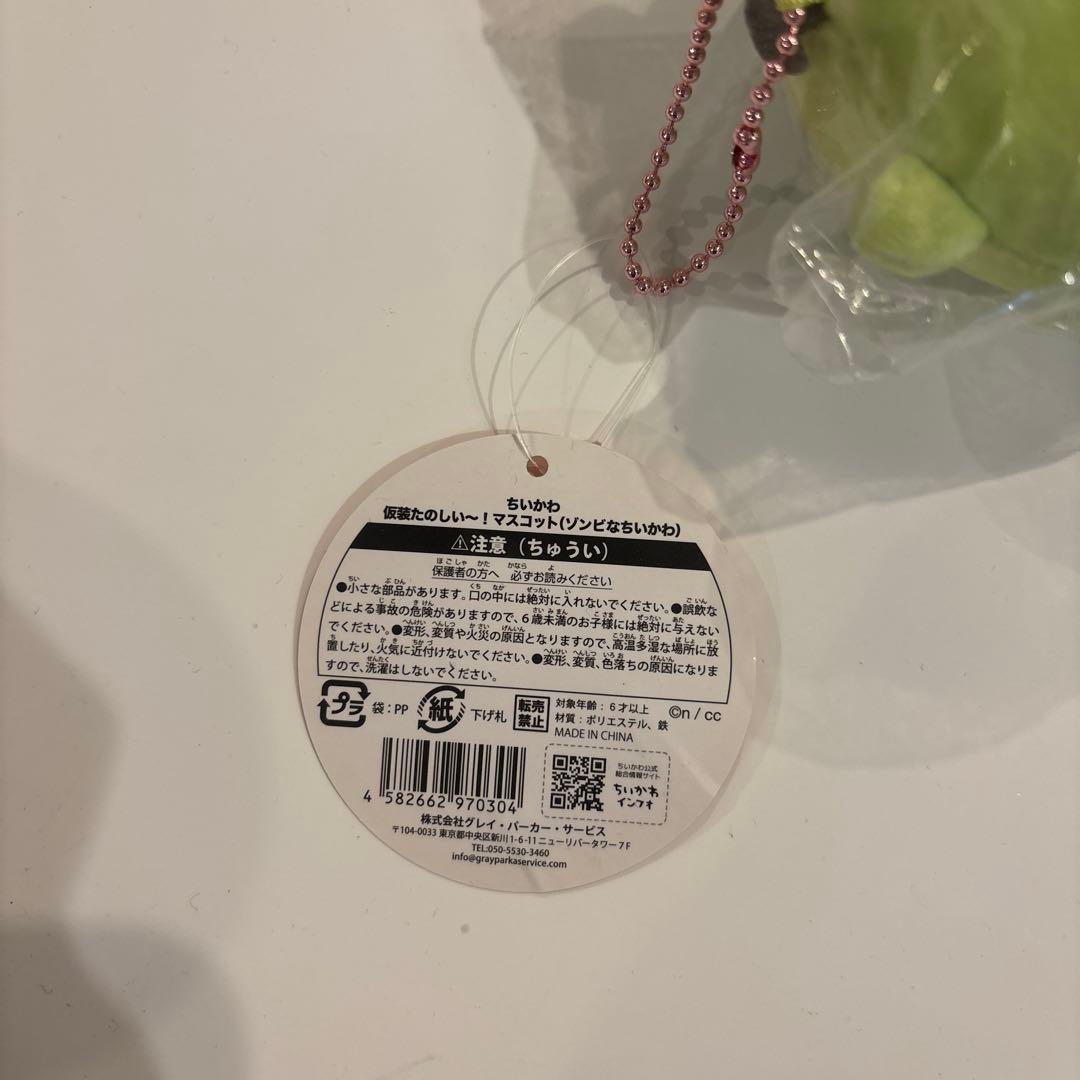 ちいかわ
仮装たのしい～！マスコット(ゾンビなちいかわ)
⚠注意（ちゅうい）
保護者の方へ 必ずお読みください
●小さな部品があります。口の中には絶対に入れないでください。●誤飲な
どによる事故の危険がありますので、6歳未満のお子様には絶対に与えない
でください。●変形、変質や火災の原因となりますので、高温多湿な場所に放
置したり、火気に近付けないでください。●変形、変質、色落ちの原因になりま
すので、洗濯はしないでください。
プラ 袋：PP 紙 下げ札 転売禁止 対象年齢：6才以上 ©n / cc
材質：ポリエステル、鉄
MADE IN CHINA
4 582662 970304
ちいかわ公式
総合情報サイト
ちいかわ
インフォ
株式会社グレイ・パーカー・サービス
〒104-0033 東京都中央区新川1-6-11 ニューリバータワー7F
TEL:050-5530-3460
info@grayparkaservice.com